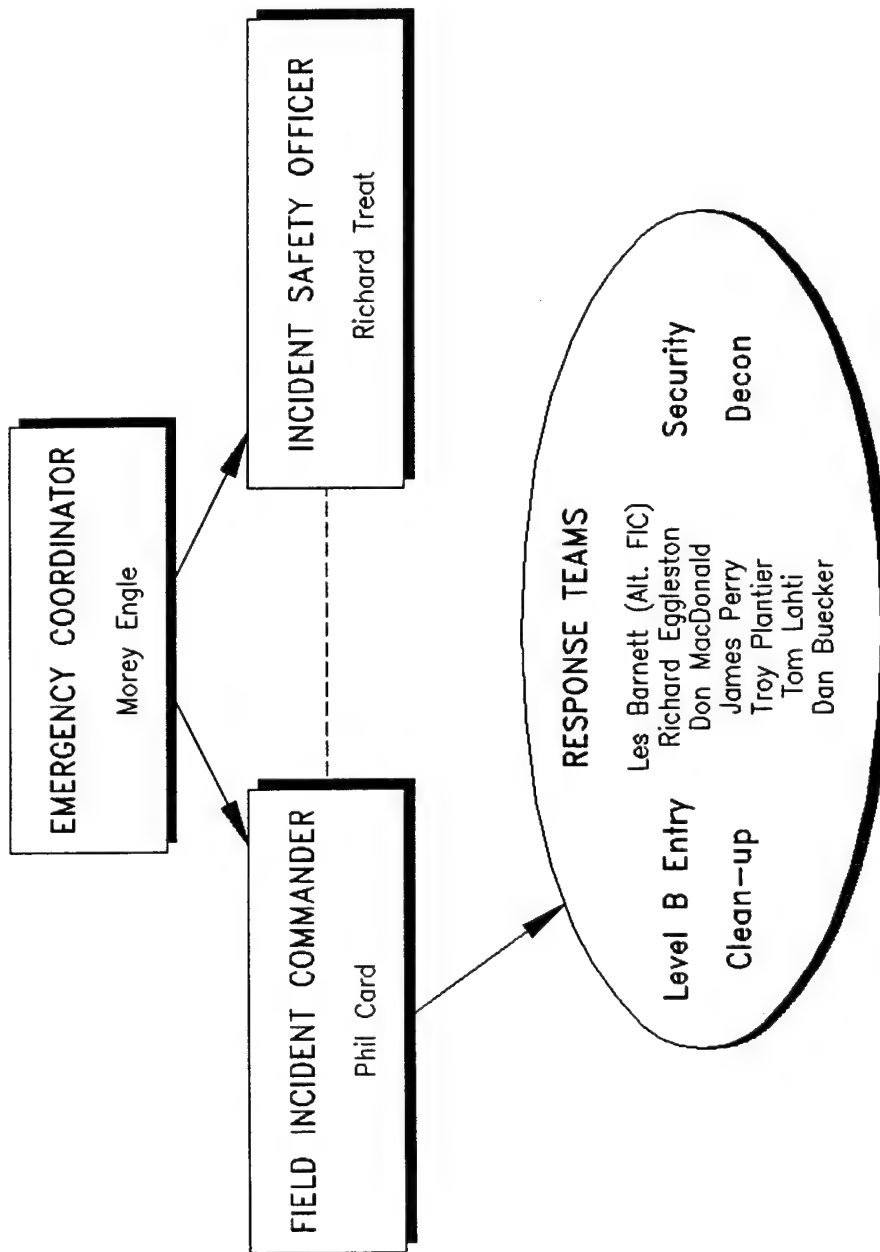 EMERGENCY COORDINATOR
Morey Engle
FIELD INCIDENT COMMANDER
Phil Card
INCIDENT SAFETY OFFICER
Richard Treat
RESPONSE TEAMS
Level B Entry
Clean-up
Les Barnett (Alt. FIC)
Richard Eggleston
Don MacDonald
James Perry
Troy Plantier
Tom Lahti
Dan Buecker
Security
Decon